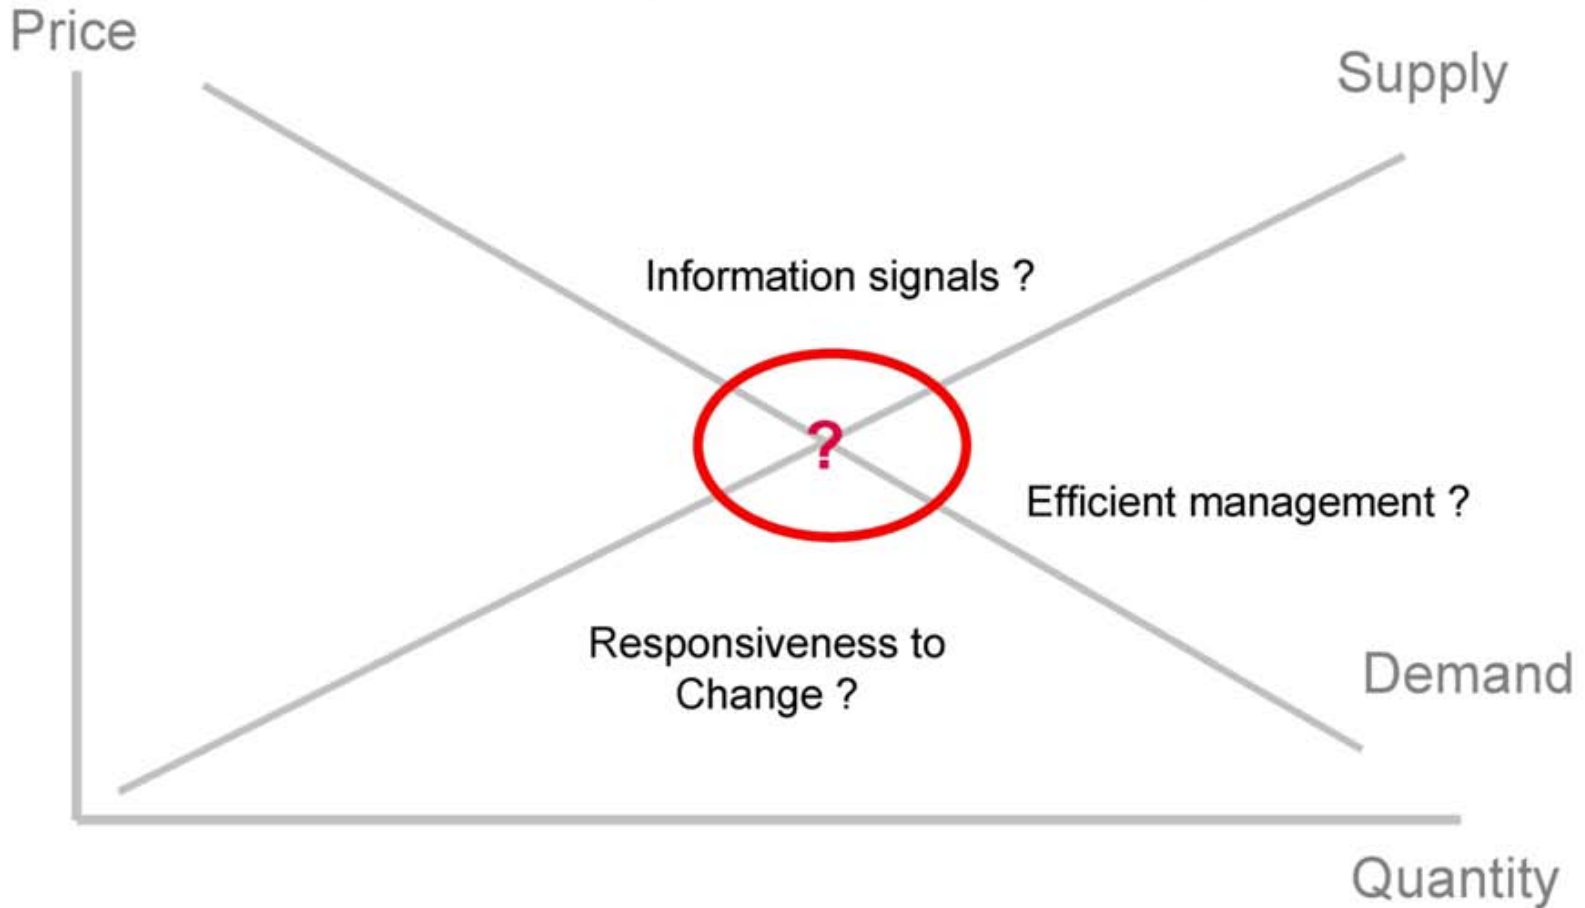 Price
Supply
Information signals ?
?
Efficient management ?
Responsiveness to
Change ?
Demand
Quantity